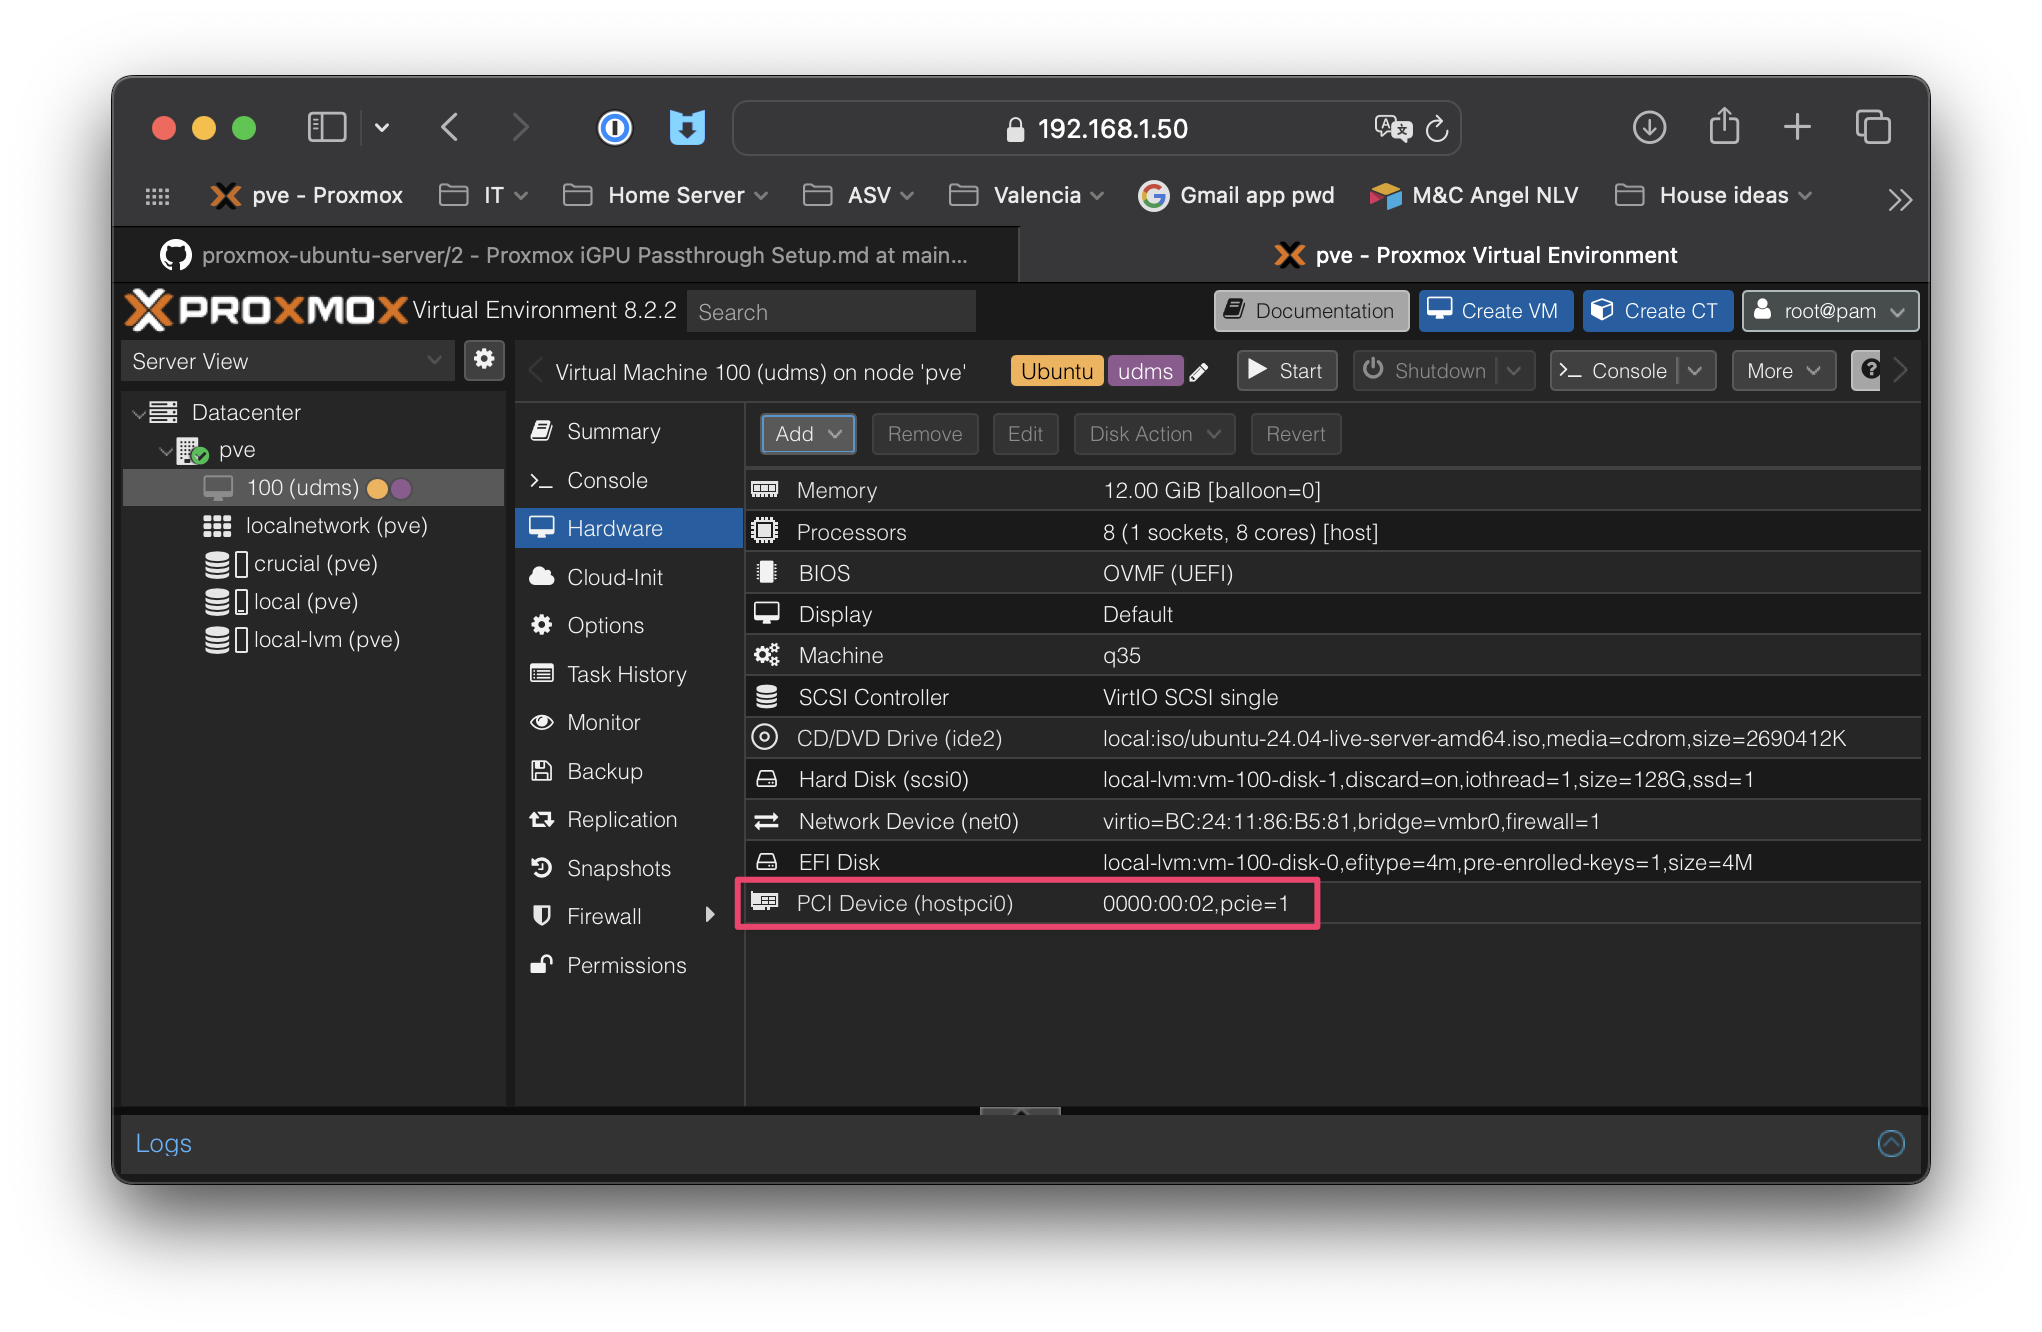 192.168.1.50
pve - Proxmox IT Home Server ASV Valencia Gmail app pwd M&C Angel NLV House ideas
proxmox-ubuntu-server/2 - Proxmox iGPU Passthrough Setup.md at main...
pve - Proxmox Virtual Environment
PROXMOX Virtual Environment 8.2.2 Search Documentation Create VM Create CT root@pam
Server View
Datacenter
pve
100 (udms)
localnetwork (pve)
crucial (pve)
local (pve)
local-lvm (pve)
Virtual Machine 100 (udms) on node 'pve' Ubuntu udms Start Shutdown Console More
Summary
Console
Hardware
Cloud-Init
Options
Task History
Monitor
Backup
Replication
Snapshots
Firewall
Permissions
Add Remove Edit Disk Action Revert
Memory 12.00 GiB [balloon=0]
Processors 8 (1 sockets, 8 cores) [host]
BIOS OVMF (UEFI)
Display Default
Machine q35
SCSI Controller VirtIO SCSI single
CD/DVD Drive (ide2) local:iso/ubuntu-24.04-live-server-amd64.iso,media=cdrom,size=2690412K
Hard Disk (scsi0) local-lvm:vm-100-disk-1,discard=on,iothread=1,size=128G,ssd=1
Network Device (net0) virtio=BC:24:11:86:B5:81,bridge=vmbr0,firewall=1
EFI Disk local-lvm:vm-100-disk-0,efitype=4m,pre-enrolled-keys=1,size=4M
PCI Device (hostpci0) 0000:00:02,pcie=1
Logs